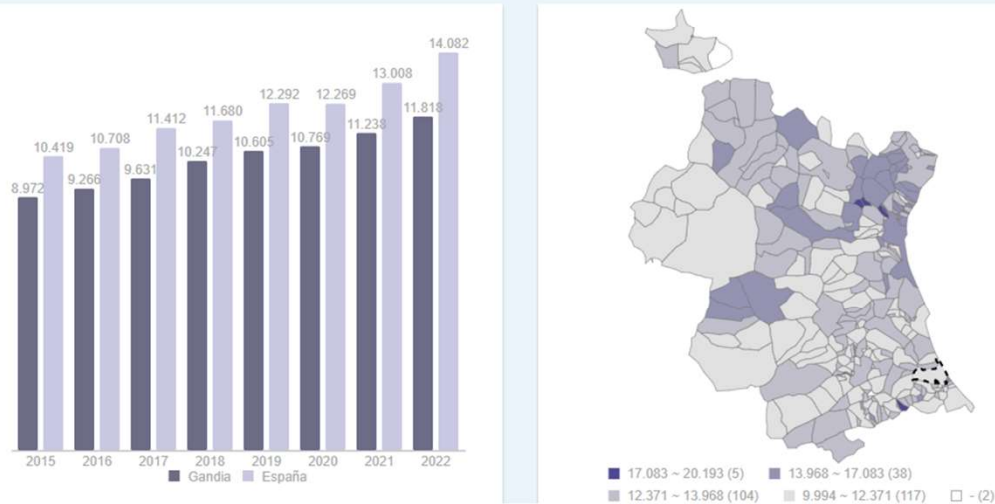 14.082
13.008
12.292 12.269
11.412 11.680 11.818
10.419 10.708 10.605 10.769 11.238
8.972 9.266 9.631 10.247
2015 2016 2017 2018 2019 2020 2021 2022
Gandia España
17.083 ~ 20.193 (5) 13.968 ~ 17.083 (38)
12.371 ~ 13.968 (104) 9.994 ~ 12.371 (117) - (2)